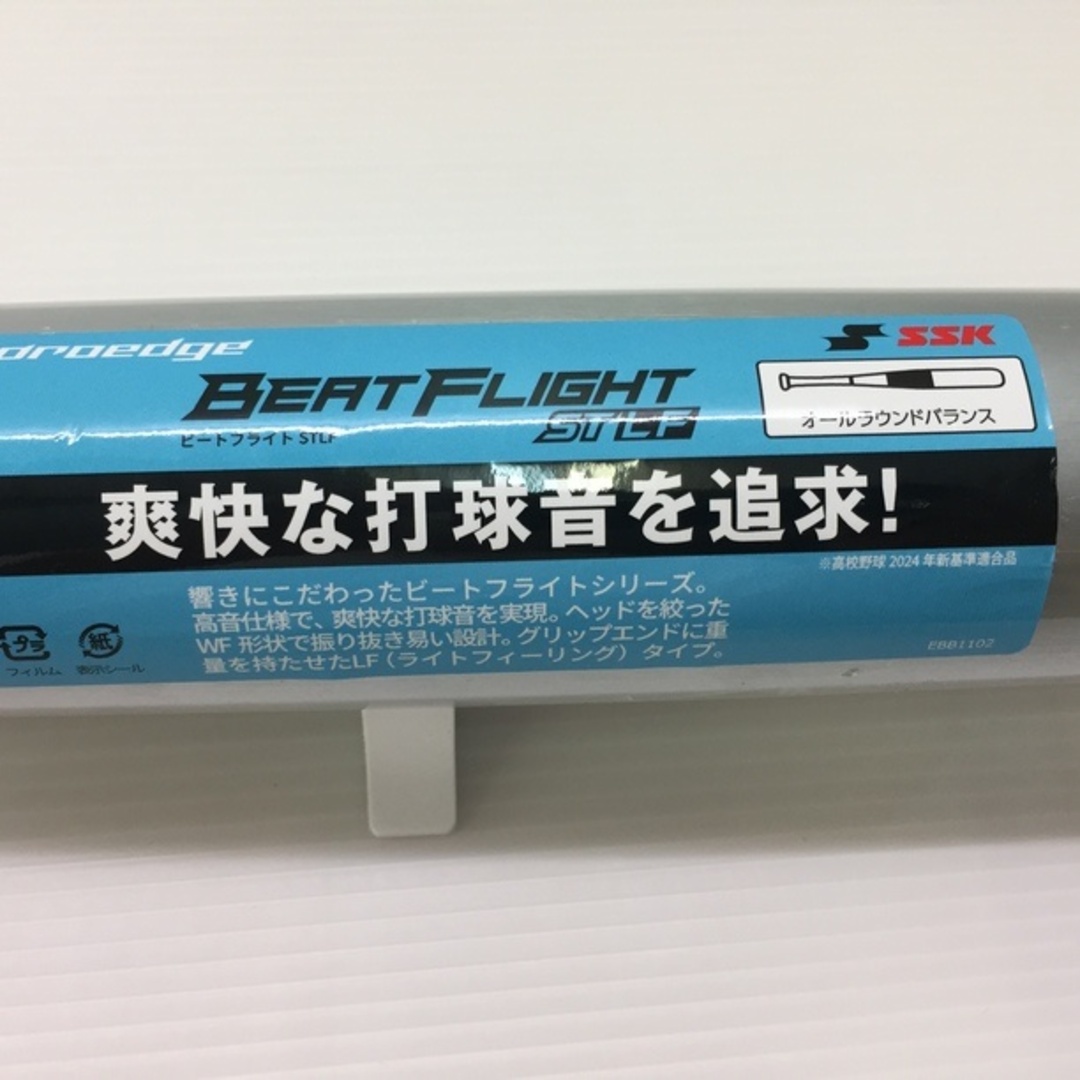 droedge
SSK
BEATFLIGHT
STLF
ビートフライト STLF
オールラウンドバランス
爽快な打球音を追求!
※高校野球 2024 年新基準適合品
響きにこだわったビートフライトシリーズ。
高音仕様で、爽快な打球音を実現。ヘッドを絞った
WF 形状で振り抜き易い設計。グリップエンドに重
量を持たせたLF（ライトフィーリング）タイプ。
プラ
紙
フィルム
表示シール
EBB1102